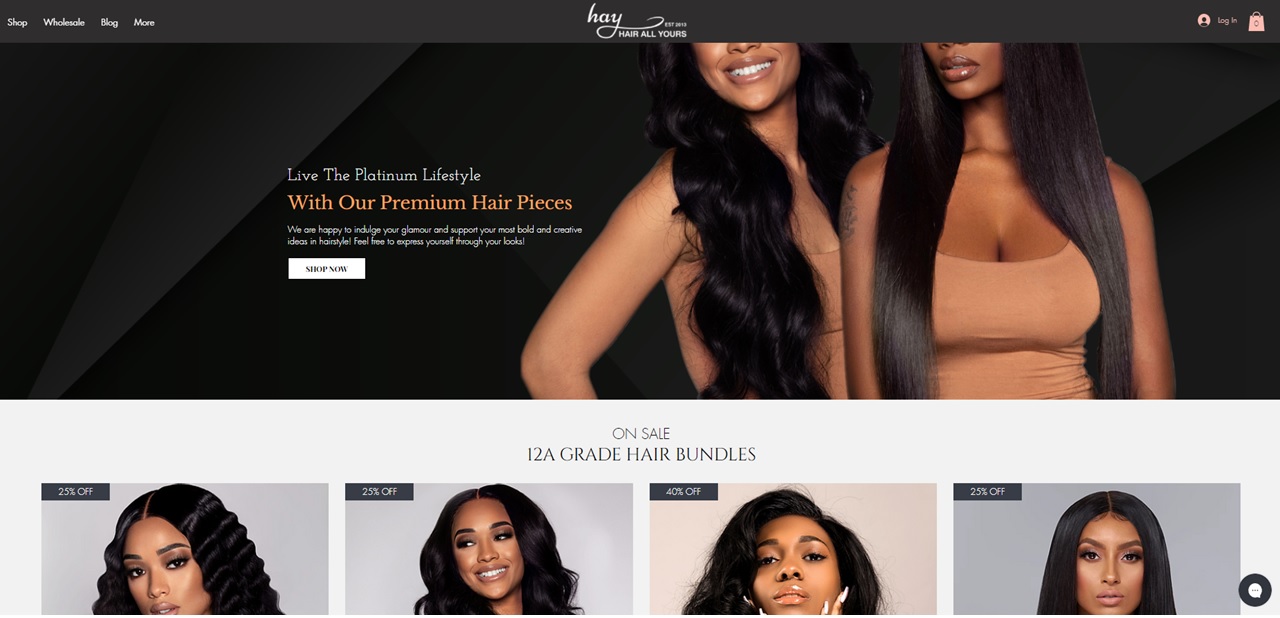 Shop Wholesale Blog More
hay
EST 2013
HAIR ALL YOURS
Log In
0
Live The Platinum Lifestyle
With Our Premium Hair Pieces
We are happy to indulge your glamour and support your most bold and creative
ideas in hairstyle! Feel free to express yourself through your looks!
SHOP NOW
ON SALE
12A GRADE HAIR BUNDLES
25% OFF
25% OFF
40% OFF
25% OFF